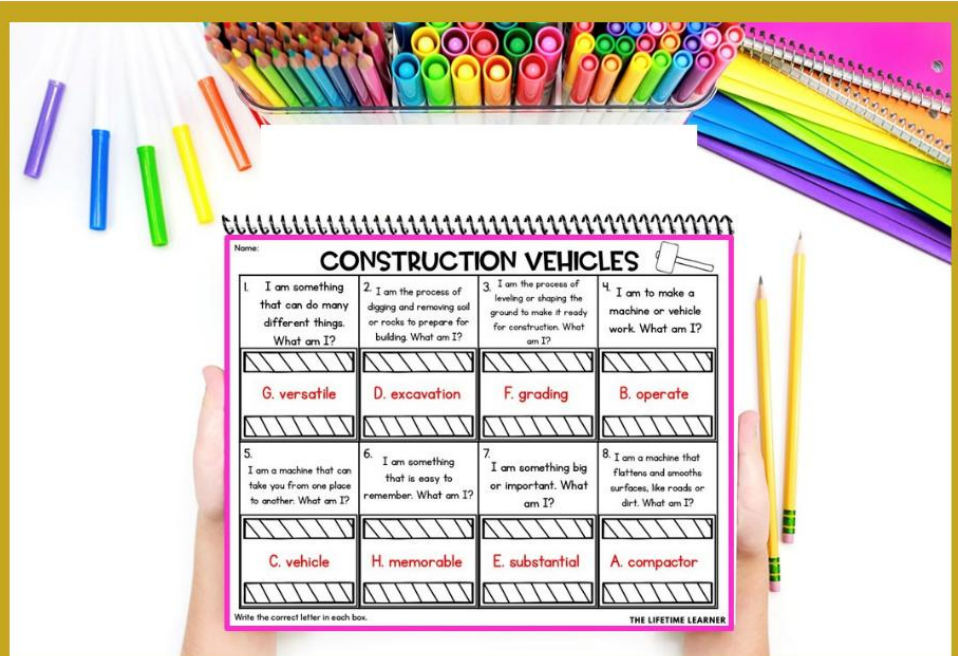 Name:
CONSTRUCTION VEHICLES
1. I am something
that can do many
different things.
What am I?
2. I am the process of
digging and removing soil
or rocks to prepare for
building. What am I?
3. I am the process of
leveling or shaping the
ground to make it ready
for construction. What
am I?
4. I am to make a
machine or vehicle
work. What am I?
G. versatile
D. excavation
F. grading
B. operate
5.
I am a machine that can
take you from one place
to another. What am I?
6. I am something
that is easy to
remember. What am I?
7.
I am something big
or important. What
am I?
8. I am a machine that
flattens and smooths
surfaces, like roads or
dirt. What am I?
C. vehicle
H. memorable
E. substantial
A. compactor
Write the correct letter in each box.
THE LIFETIME LEARNER